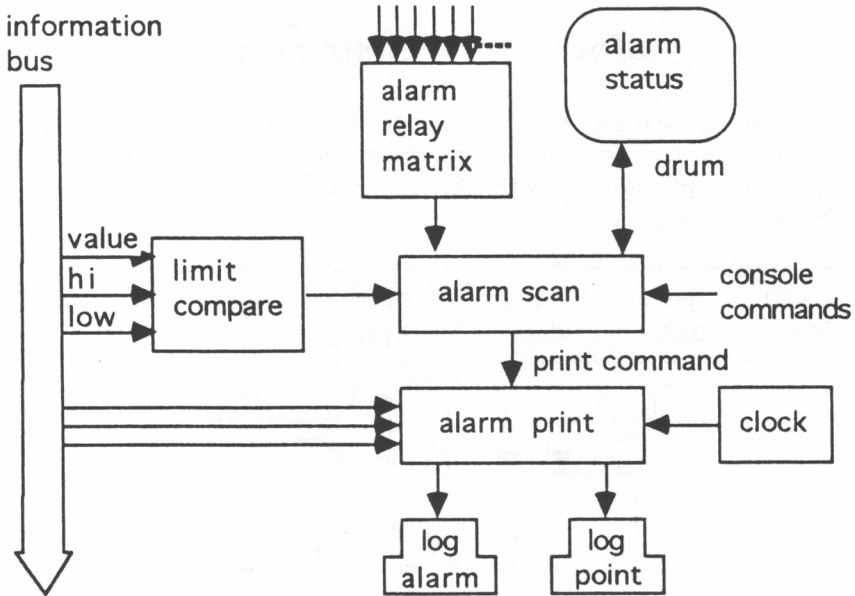 information
bus
alarm
relay
matrix
alarm
status
drum
value
hi
low
limit
compare
alarm scan
console
commands
print command
alarm print
clock
log
alarm
log
point